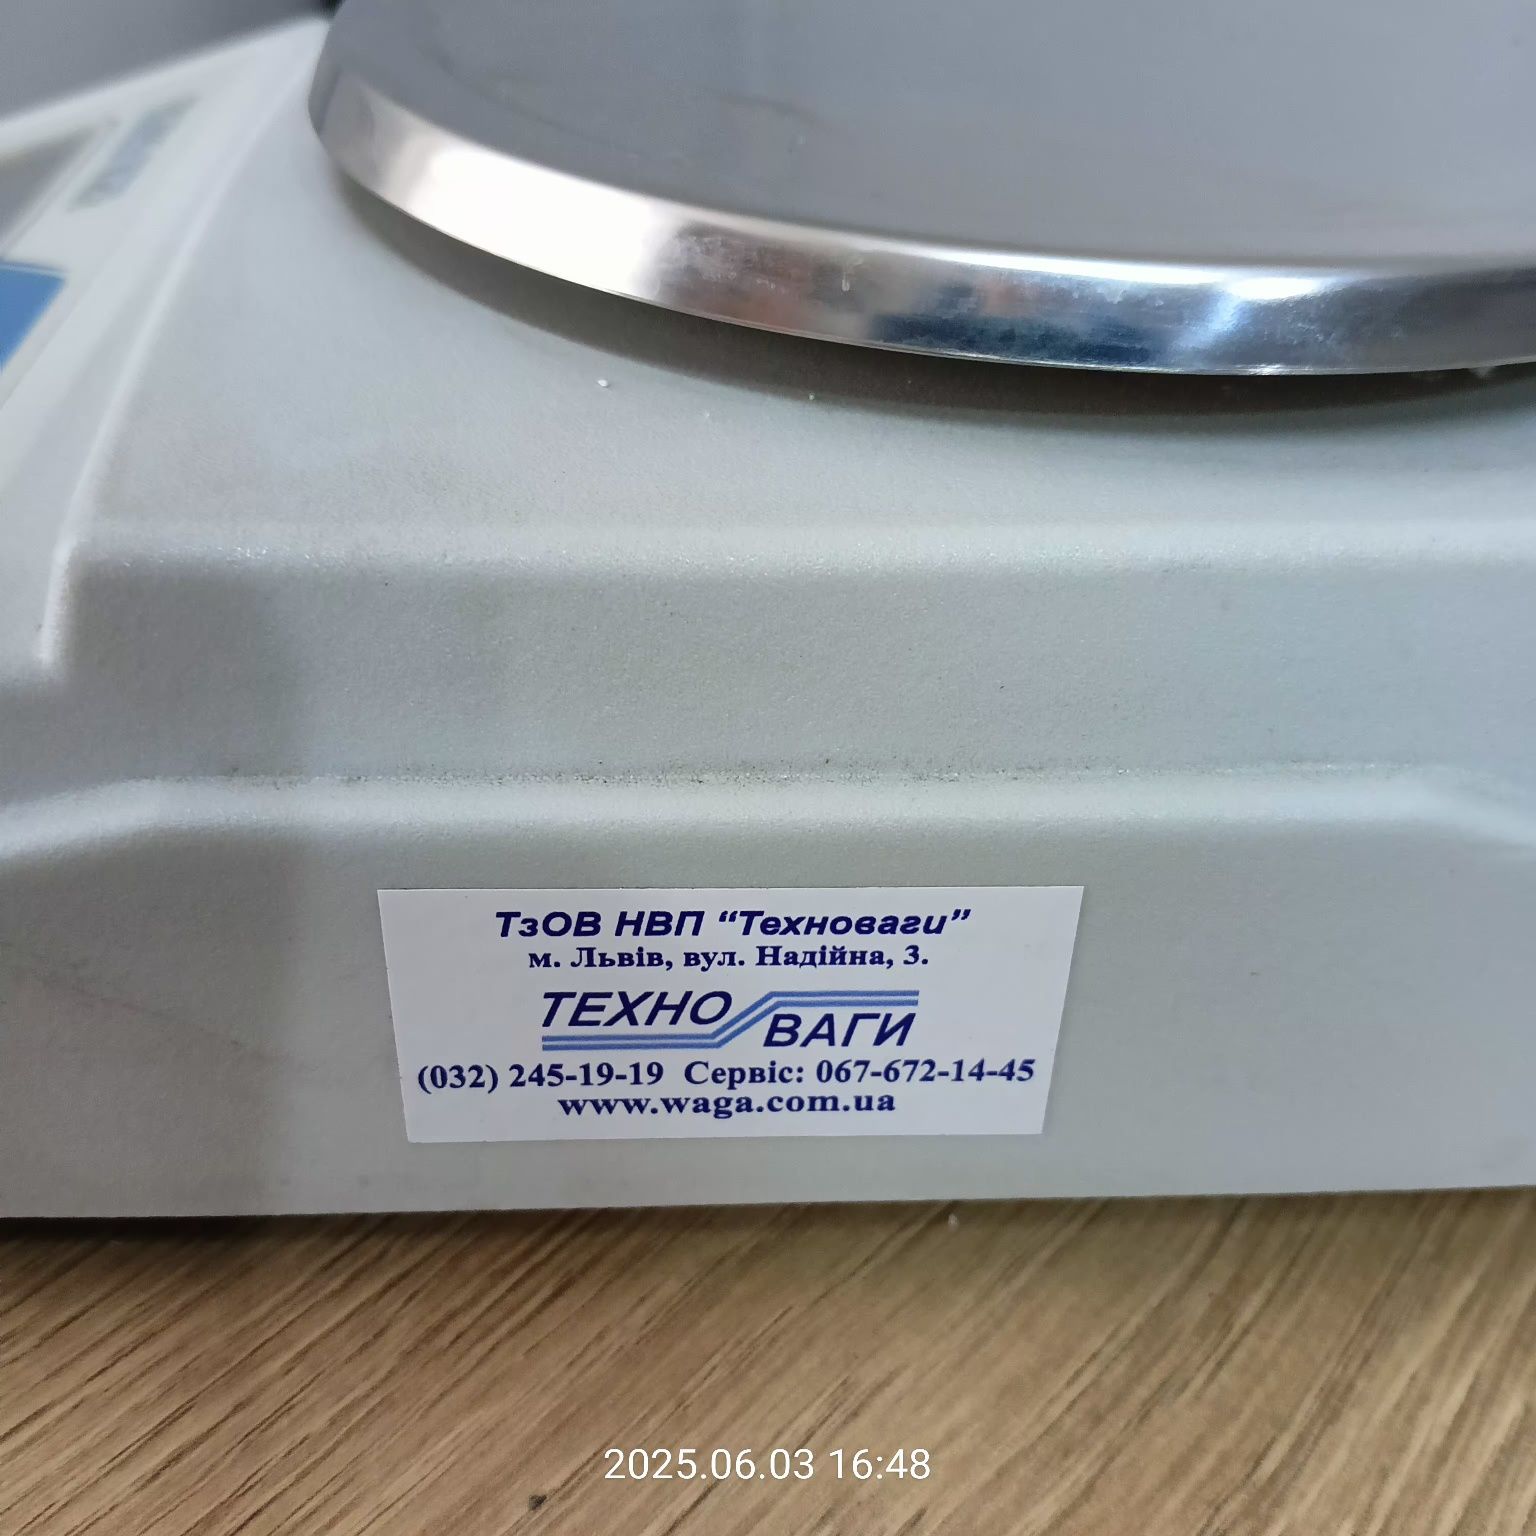 ТзОВ НВП “Техноваги”
м. Львів, вул. Надійна, 3.
ТЕХНО
ВАГИ
(032) 245-19-19 Сервіс: 067-672-14-45
www.waga.com.ua
2025.06.03 16:48